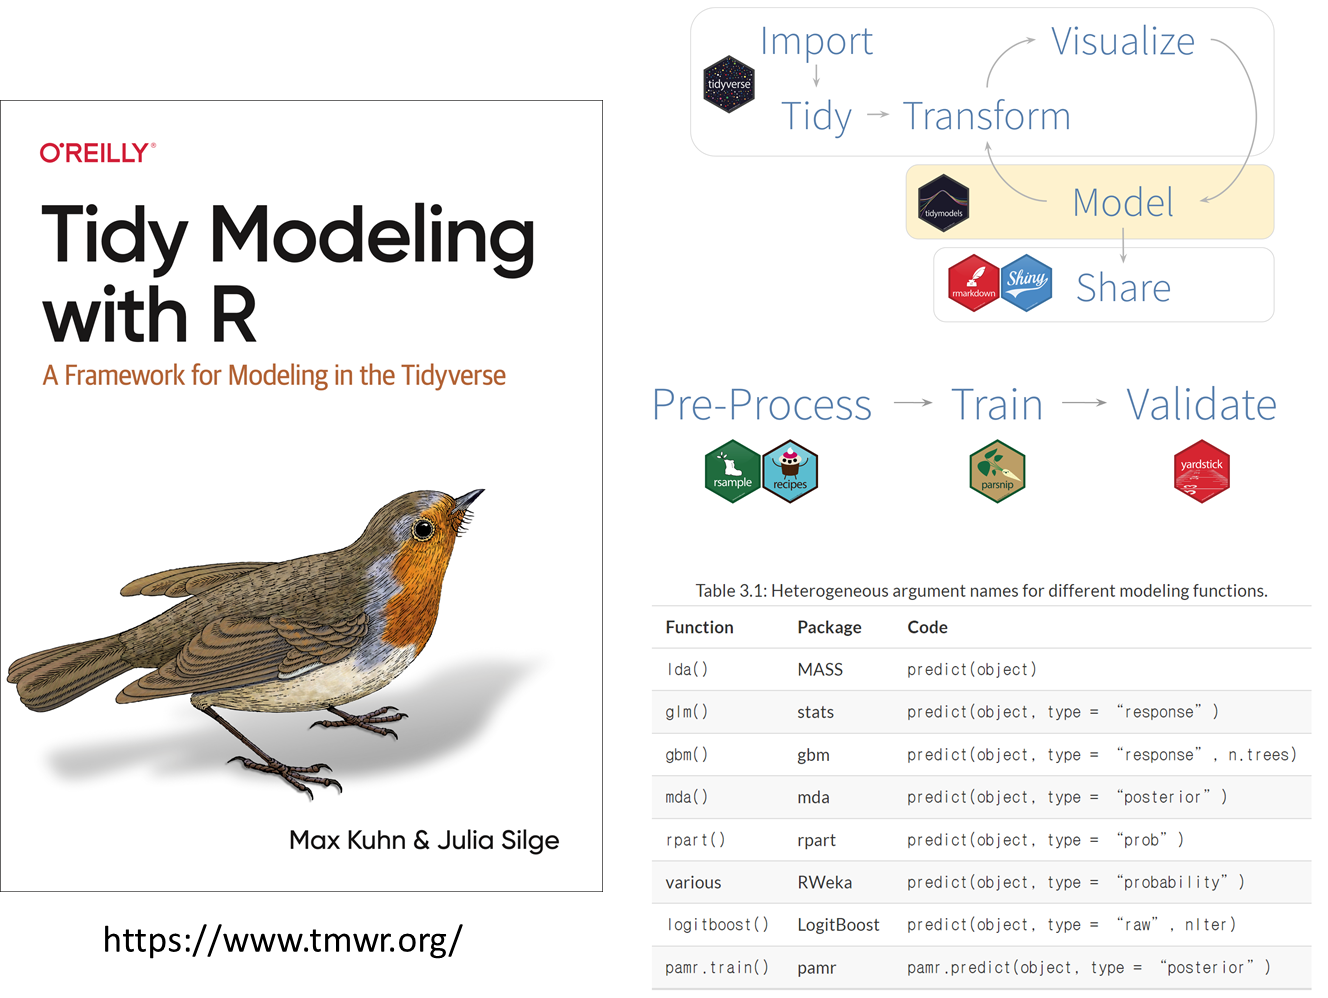 O'REILLY®
Tidy Modeling
with R
A Framework for Modeling in the Tidyverse
Max Kuhn & Julia Silge
https://www.tmwr.org/
Import
Visualize
tidyverse
Tidy
Transform
tidymodels
Model
rmarkdown
Shiny
Share
Pre-Process
Train
Validate
rsample
recipes
parsnip
yardstick
Table 3.1: Heterogeneous argument names for different modeling functions.
Function Package Code
lda() MASS predict(object)
glm() stats predict(object, type = “response” )
gbm() gbm predict(object, type = “response” , n.trees)
mda() mda predict(object, type = “posterior” )
rpart() rpart predict(object, type = “prob” )
various RWeka predict(object, type = “probability” )
logitboost() LogitBoost predict(object, type = “raw” , nIter)
pamr.train() pamr pamr.predict(object, type = “posterior” )